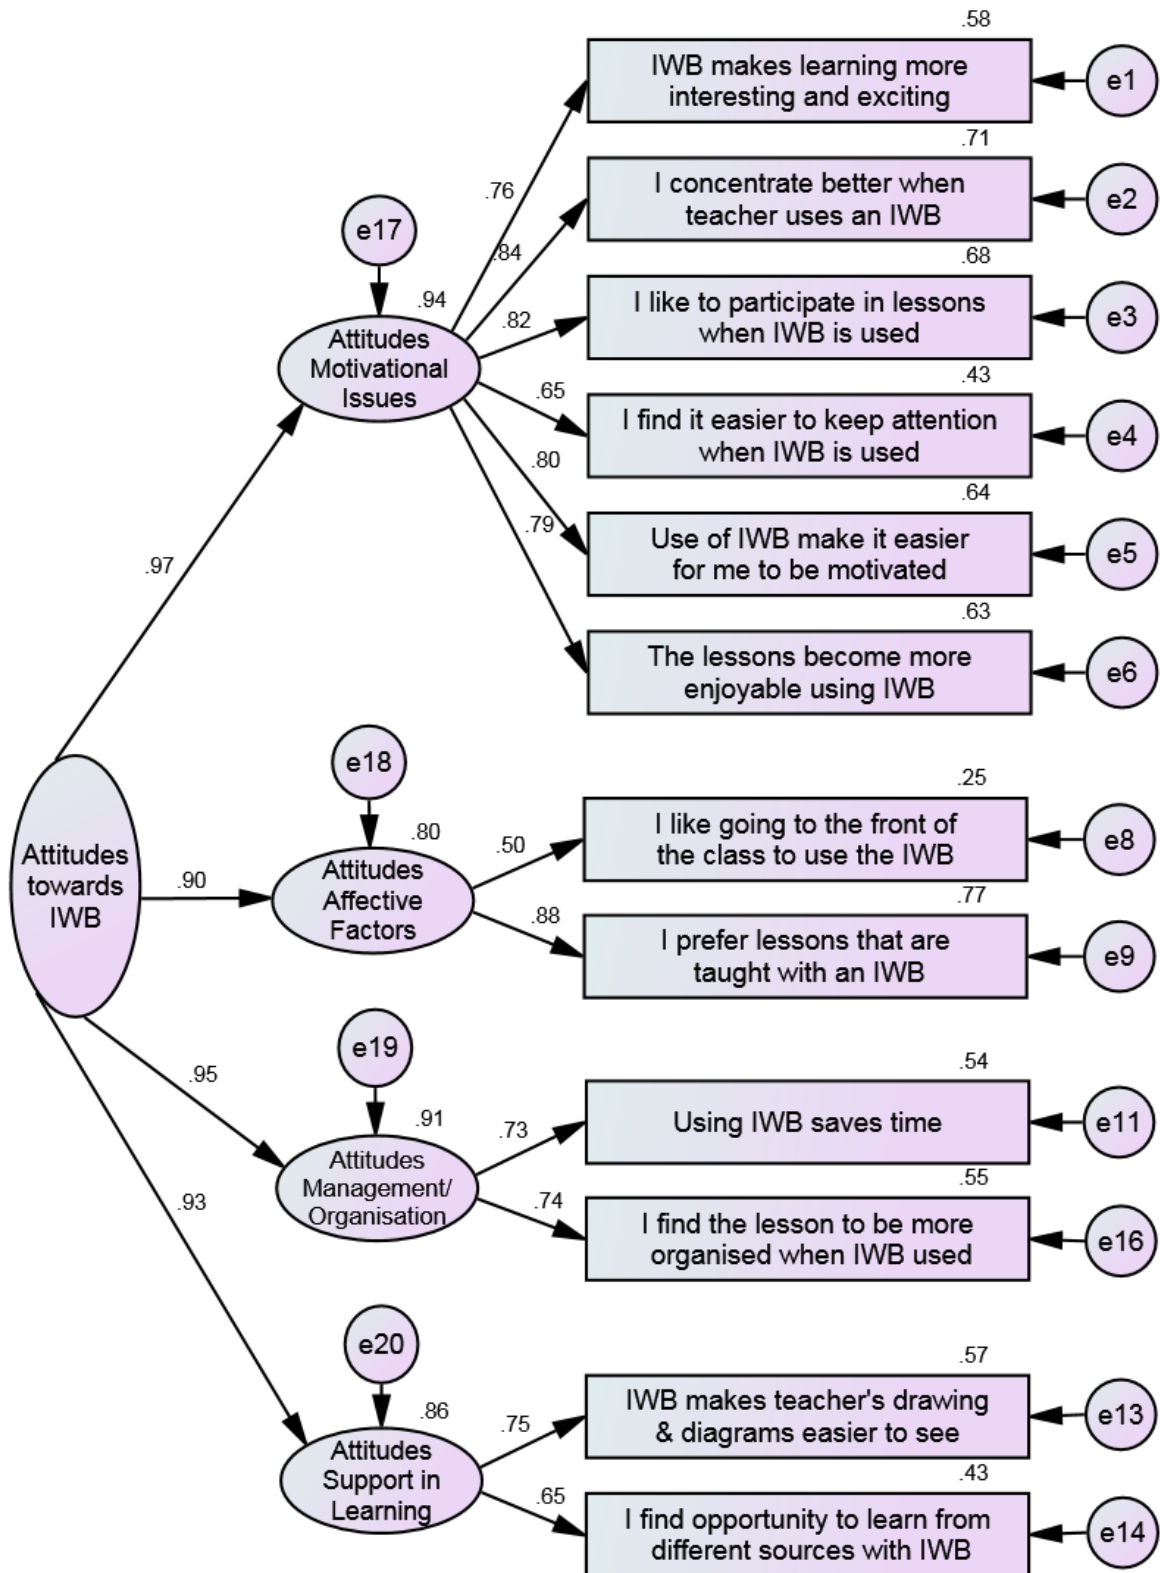 .58
IWB makes learning more
interesting and exciting
e1
.76
.71
I concentrate better when
teacher uses an IWB
e2
e17
.84
.94
.68
Attitudes
Motivational
Issues
.82
I like to participate in lessons
when IWB is used
e3
.65
.43
I find it easier to keep attention
when IWB is used
e4
.80
.64
Use of IWB make it easier
for me to be motivated
e5
.79
.63
The lessons become more
enjoyable using IWB
e6
.97
Attitudes
towards
IWB
e18
.90
.80
Attitudes
Affective
Factors
.50
.25
I like going to the front of
the class to use the IWB
e8
.88
.77
I prefer lessons that are
taught with an IWB
e9
e19
.95
.91
Attitudes
Management/
Organisation
.73
.54
Using IWB saves time
e11
.74
.55
I find the lesson to be more
organised when IWB used
e16
.93
e20
.86
Attitudes
Support in
Learning
.75
.57
IWB makes teacher's drawing
& diagrams easier to see
e13
.65
.43
I find opportunity to learn from
different sources with IWB
e14